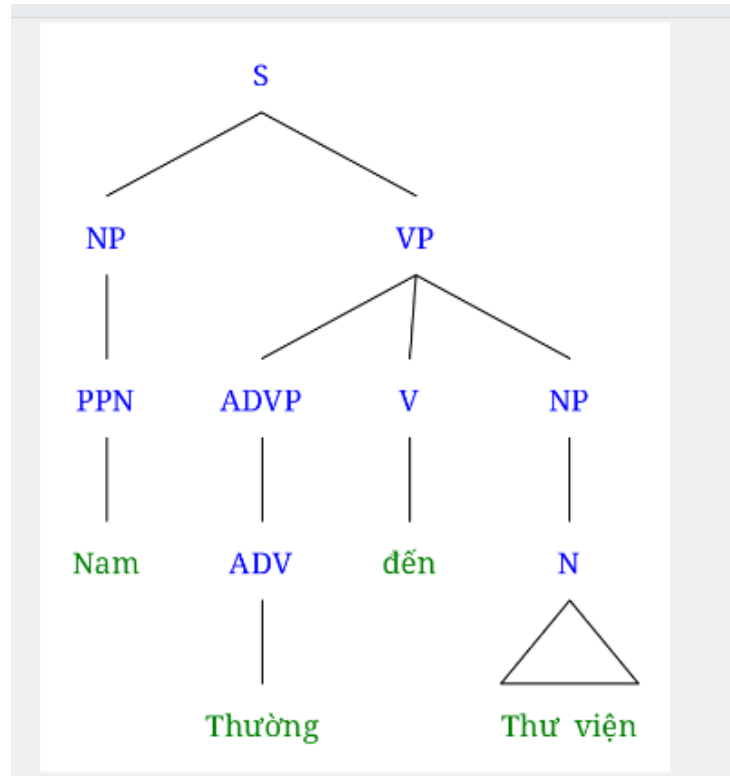 S
NP VP
PPN ADVP V NP
Nam ADV đến N
Thường Thư viện